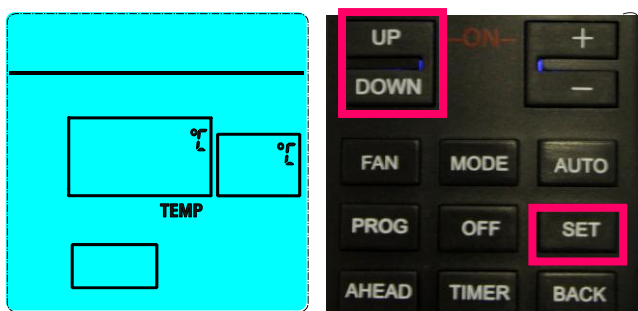 °F
°F
TEMP
UP -ON- +
DOWN -
FAN MODE AUTO
PROG OFF SET
AHEAD TIMER BACK